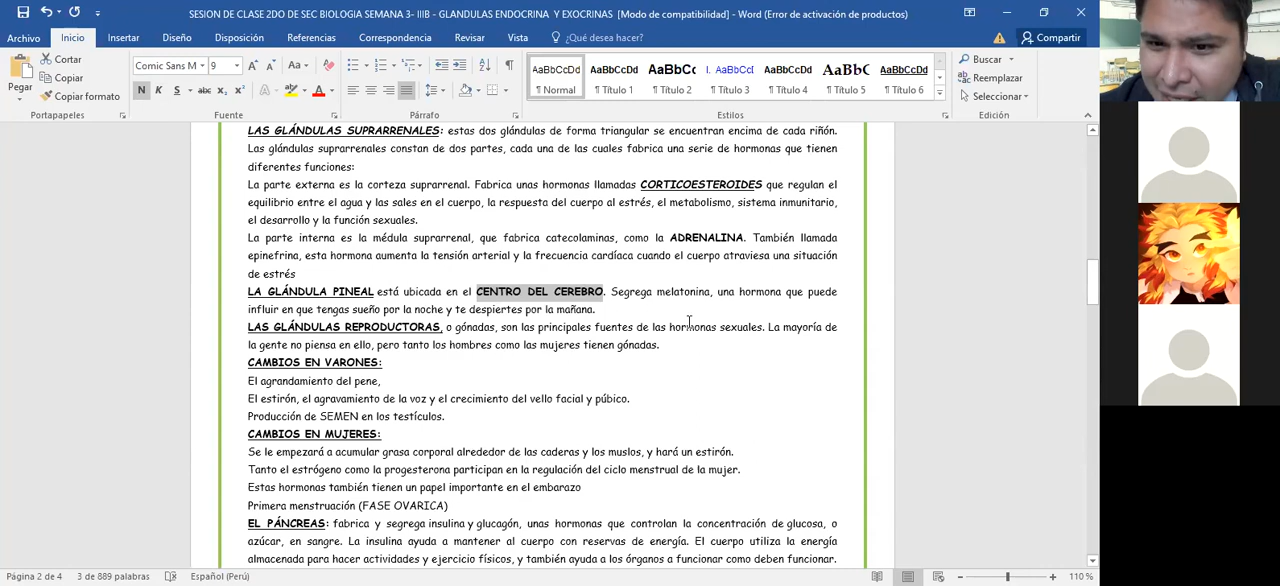 SESION DE CLASE 2DO DE SEC BIOLOGIA SEMANA 3- IIIB - GLANDULAS ENDOCRINA Y EXOCRINAS [Modo de compatibilidad] - Word (Error de activación de productos)
Archivo Inicio Insertar Diseño Disposición Referencias Correspondencia Revisar Vista ¿Qué desea hacer? Compartir
Pegar
Cortar
Copiar
Copiar formato
Portapapeles
Comic Sans M 9
N K S abc x₂ x²
Fuente
Párrafo
AaBbCcDd AaBbCcDd AaBbCc I. AaBbCcI AaBbCcDd AaBbC AaBbCcDd
¶ Normal ¶ Título 1 ¶ Título 2 ¶ Título 3 ¶ Título 4 ¶ Título 5 ¶ Título 6
Estilos
Buscar
Reemplazar
Seleccionar
Edición
LAS GLÁNDULAS SUPRARRENALES: estas dos glándulas de forma triangular se encuentran encima de cada riñón.
Las glándulas suprarrenales constan de dos partes, cada una de las cuales fabrica una serie de hormonas que tienen
diferentes funciones:
La parte externa es la corteza suprarrenal. Fabrica unas hormonas llamadas CORTICOESTEROIDES que regulan el
equilibrio entre el agua y las sales en el cuerpo, la respuesta del cuerpo al estrés, el metabolismo, sistema inmunitario,
el desarrollo y la función sexuales.
La parte interna es la médula suprarrenal, que fabrica catecolaminas, como la ADRENALINA. También llamada
epinefrina, esta hormona aumenta la tensión arterial y la frecuencia cardíaca cuando el cuerpo atraviesa una situación
de estrés
LA GLÁNDULA PINEAL está ubicada en el CENTRO DEL CEREBRO. Segrega melatonina, una hormona que puede
influir en que tengas sueño por la noche y te despiertes por la mañana.
LAS GLÁNDULAS REPRODUCTORAS, o gónadas, son las principales fuentes de las hormonas sexuales. La mayoría de
la gente no piensa en ello, pero tanto los hombres como las mujeres tienen gónadas.
CAMBIOS EN VARONES:
El agrandamiento del pene,
El estirón, el agravamiento de la voz y el crecimiento del vello facial y púbico.
Producción de SEMEN en los testículos.
CAMBIOS EN MUJERES:
Se le empezará a acumular grasa corporal alrededor de las caderas y los muslos, y hará un estirón.
Tanto el estrógeno como la progesterona participan en la regulación del ciclo menstrual de la mujer.
Estas hormonas también tienen un papel importante en el embarazo
Primera menstruación (FASE OVARICA)
EL PÁNCREAS: fabrica y segrega insulina y glucagón, unas hormonas que controlan la concentración de glucosa, o
azúcar, en sangre. La insulina ayuda a mantener al cuerpo con reservas de energía. El cuerpo utiliza la energía
almacenada para hacer actividades y ejercicio físicos, y también ayuda a los órganos a funcionar como deben funcionar.
Página 2 de 4 3 de 889 palabras Español (Perú) 110 %